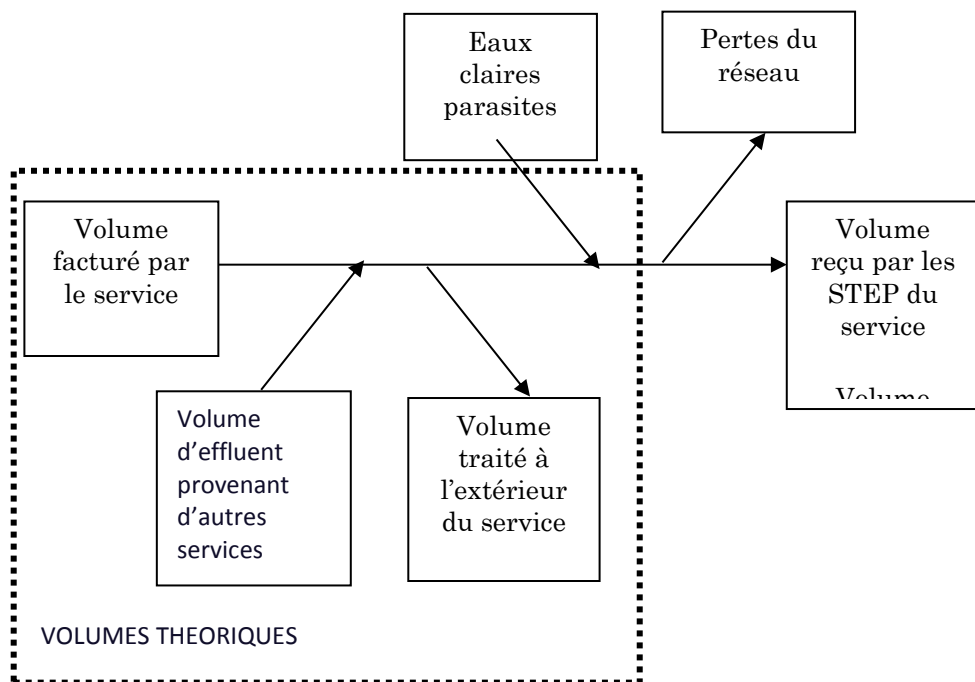 Eaux
claires
parasites
Pertes du
réseau
Volume
facturé par
le service
Volume
reçu par les
STEP du
service
Volume
Volume
d’effluent
provenant
d’autres
services
Volume
traité à
l’extérieur
du service
VOLUMES THEORIQUES